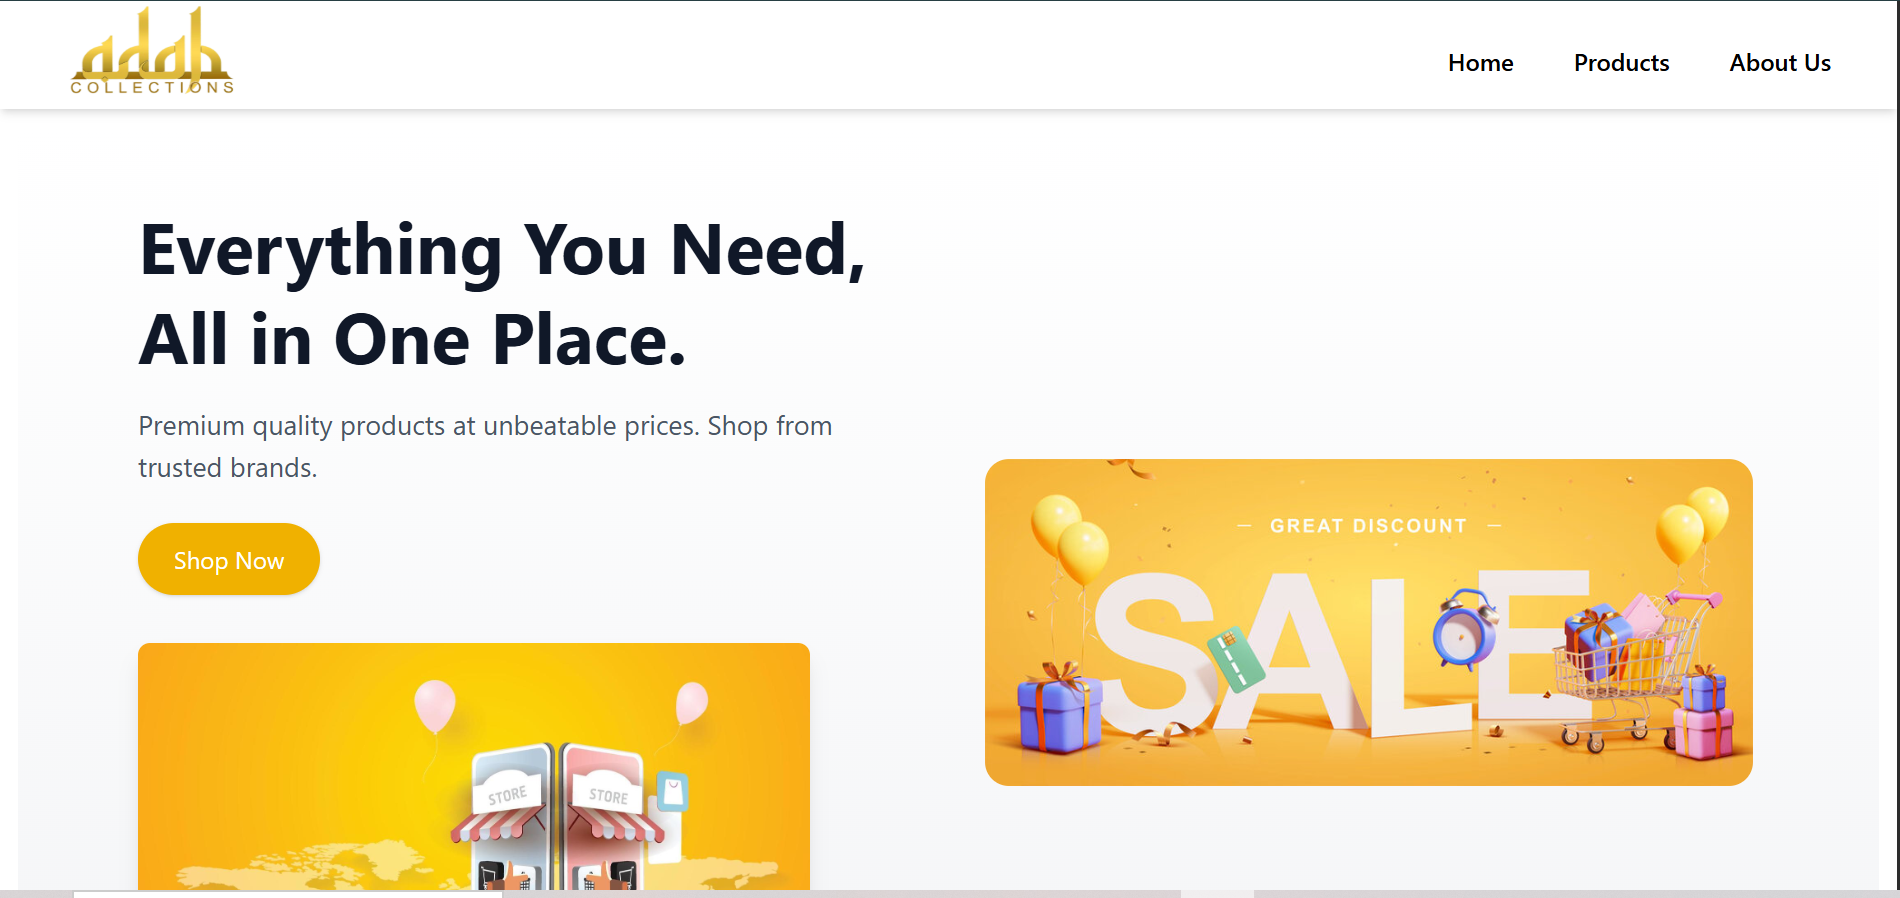 adab
COLLECTIONS
Home
Products
About Us
Everything You Need,
All in One Place.
Premium quality products at unbeatable prices. Shop from
trusted brands.
Shop Now
STORE
STORE
GREAT DISCOUNT
SALE